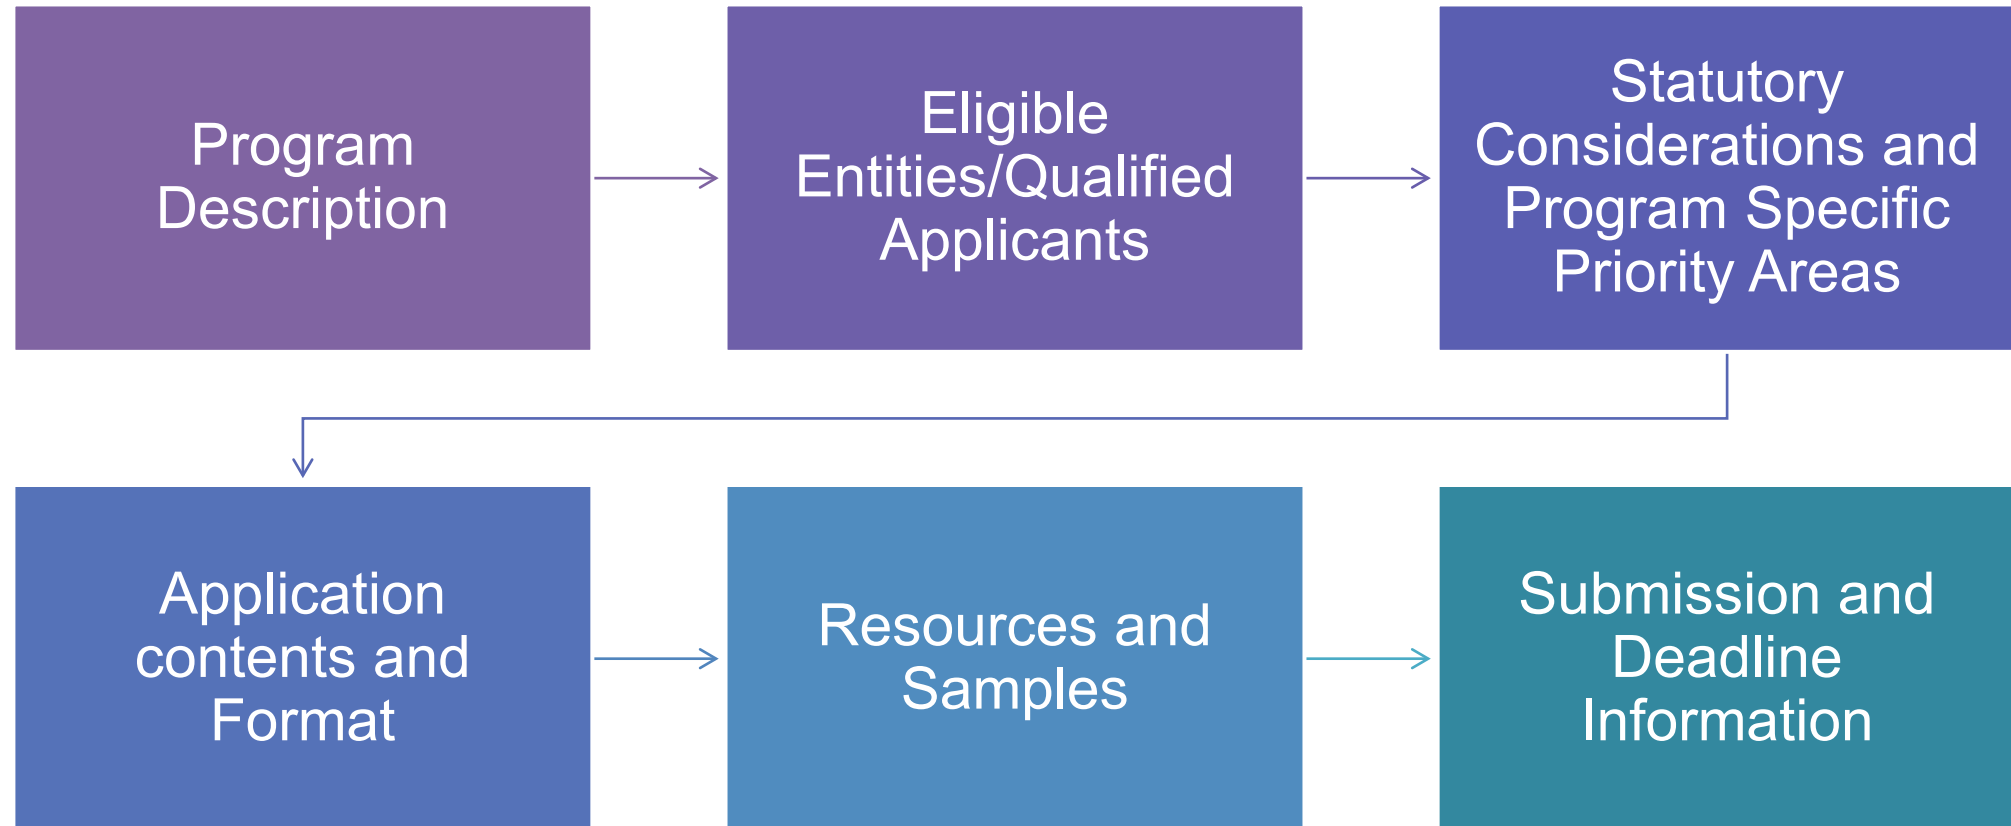 Program
Description
Eligible
Entities/Qualified
Applicants
Statutory
Considerations and
Program Specific
Priority Areas
Application
contents and
Format
Resources and
Samples
Submission and
Deadline
Information